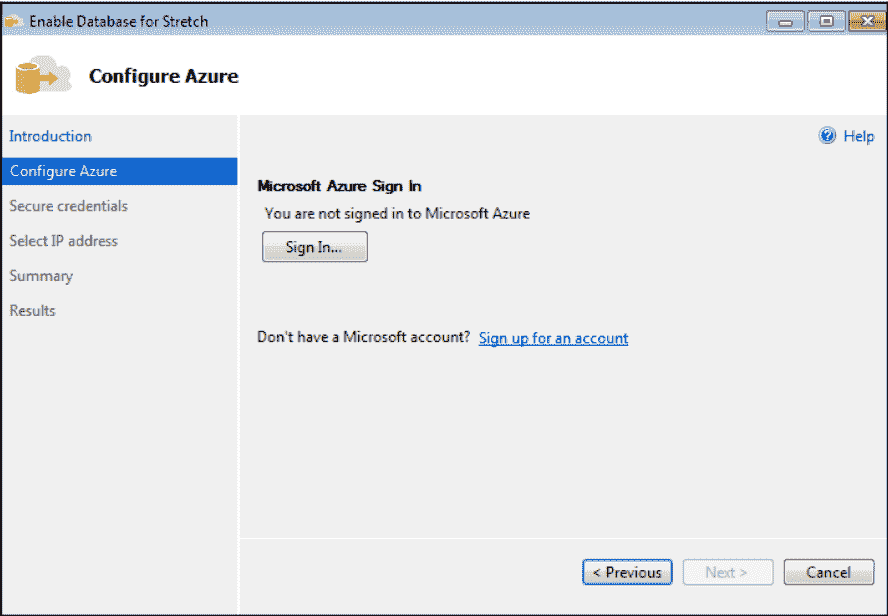 Enable Database for Stretch
Configure Azure
Introduction
Configure Azure
Secure credentials
Select IP address
Summary
Results
Help
Microsoft Azure Sign In
You are not signed in to Microsoft Azure
Sign In...
Don't have a Microsoft account? Sign up for an account
< Previous
Next >
Cancel